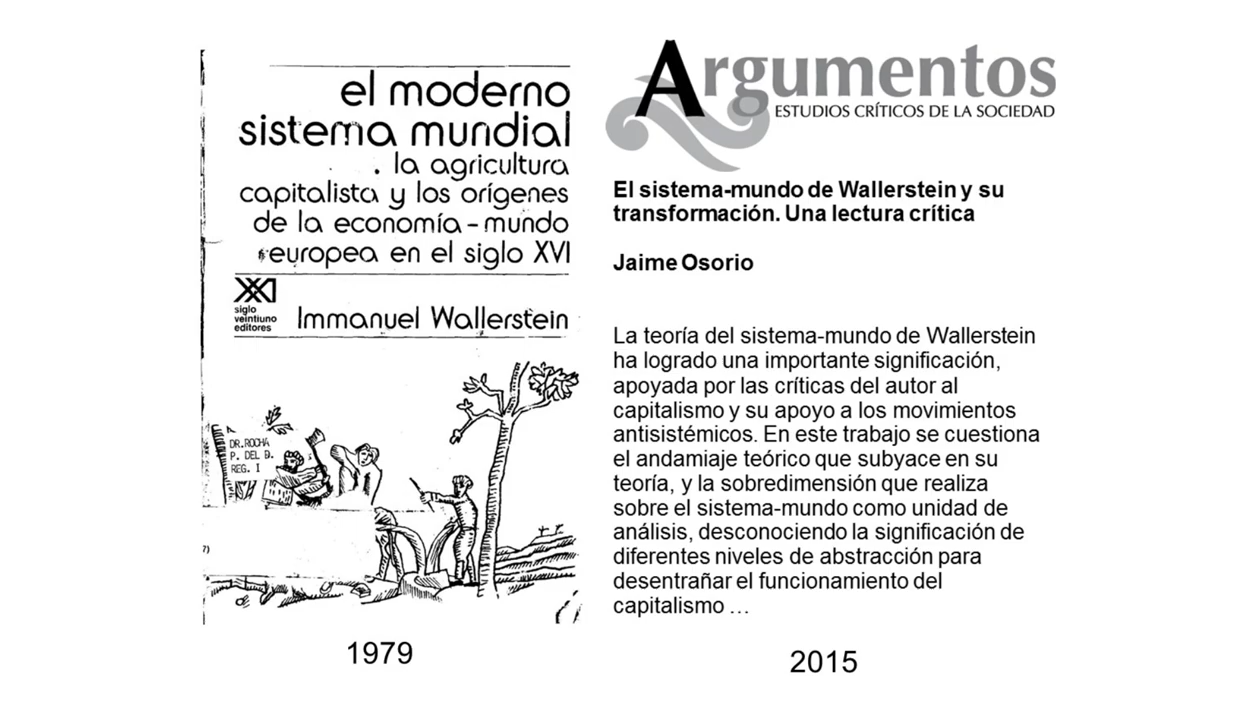 el moderno
sistema mundial
la agricultura
capitalista y los orígenes
de la economía-mundo
europea en el siglo XVI
siglo
veintiuno
editores
Immanuel Wallerstein
DR. ROCHA
P. DEL B.
REG. I
7)
1979
Argumentos
ESTUDIOS CRÍTICOS DE LA SOCIEDAD
El sistema-mundo de Wallerstein y su
transformación. Una lectura crítica
Jaime Osorio
La teoría del sistema-mundo de Wallerstein
ha logrado una importante significación,
apoyada por las críticas del autor al
capitalismo y su apoyo a los movimientos
antisistémicos. En este trabajo se cuestiona
el andamiaje teórico que subyace en su
teoría, y la sobredimensión que realiza
sobre el sistema-mundo como unidad de
análisis, desconociendo la significación de
diferentes niveles de abstracción para
desentrañar el funcionamiento del
capitalismo ...
2015